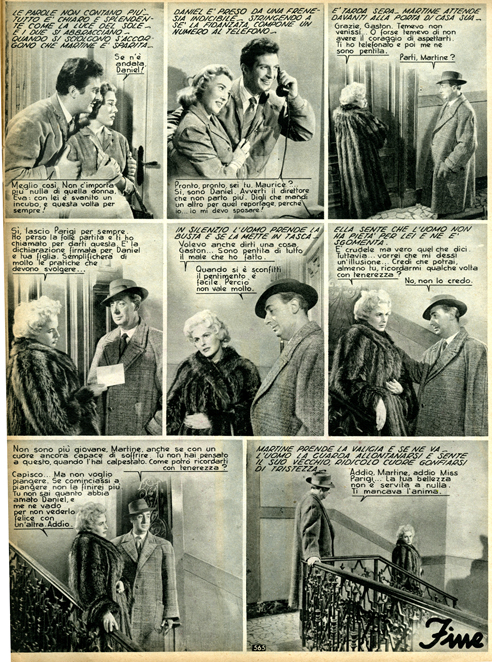 LE PAROLE NON CONTANO PIU'.
TUTTO E' CHIARO E SPLENDEN-
TE COME LA LUCE DEL SOLE...
E I DUE SI ABBRACCIANO...
QUANDO SI SCIOLGONO S'ACCOR-
GONO CHE MARTINE E' SPARITA...
Se n'è
andata,
Daniel!
Meglio così. Non c'importa
più nulla di quella donna,
Eva: con lei è svanito un
incubo, e questa volta per
sempre!
DANIEL E' PRESO DA UNA FRENE-
SIA INDICIBILE... STRINGENDO A
SE' LA FIDANZATA, COMPONE UN
NUMERO AL TELEFONO...
Pronto, pronto, sei tu, Maurice?
Sì, sono Daniel. Avverti il direttore
che non parto più. Digli che mandi
un altro per quel reportage, perchè
io... io mi devo sposare!
E' TARDA SERA... MARTINE ATTENDE
DAVANTI ALLA PORTA DI CASA SUA...
Grazie, Gaston. Temevo non
venissi. O forse temevo di non
avere il coraggio di aspettarti.
Ti ho telefonato e poi me ne
sono pentita.
Parti, Martine?
Sì, lascio Parigi per sempre.
Ho perso la folle partita e ti ho
chiamato per darti questa. E' la
dichiarazione firmata per Daniel
e tua figlia. Semplificherà di
molto le pratiche che
devono svolgere...
IN SILENZIO L'UOMO PRENDE LA
BUSTA E SE LA METTE IN TASCA...
Volevo anche dirti una cosa,
Gaston... Sono pentita di tutto
il male che ho fatto...
Quando si è sconfitti
il pentimento è
facile. Perciò
non vale molto.
ELLA SENTE CHE L'UOMO NON
HA PIETA' PER LEI E NE E'
SGOMENTA.
E' crudele ma vero quel che dici.
Tuttavia... vorrei che mi dessi
un'illusione... Credi che potrai,
almeno tu, ricordarmi qualche volta
con tenerezza?
No, non lo credo.
Non sono più giovane, Martine, anche se con un
cuore ancora capace di soffrire. Tu non hai pensato
a questo, quando l'hai calpestato. Come potrò ricordarti
con tenerezza?
Capisco... Ma non voglio
piangere. Se cominciassi a
piangere non la finirei più.
Tu non sai quanto abbia
amato Daniel, e
me ne vado
per non vederlo
felice con
un'altra. Addio.
MARTINE PRENDE LA VALIGIA E SE NE VA...
L'UOMO LA GUARDA ALLONTANARSI E SENTE
IL SUO VECCHIO, RIDICOLO CUORE GONFIARSI
DI TRISTEZZA...
Addio, Martine, addio Miss
Parigi... La tua bellezza
non è servita a nulla.
Ti mancava l'anima.
565
Fine